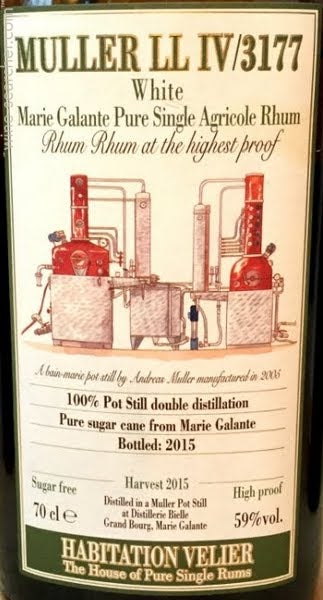 MULLER LL IV/3177
White
Marie Galante Pure Single Agricole Rhum
Rhum Rhum at the highest proof
A bain-marie pot-still by Andreas Muller manufactured in 2005
100% Pot Still double distillation
Pure sugar cane from Marie Galante
Bottled: 2015
Sugar free
70 cl ℮
Harvest 2015
Distilled in a Muller Pot Still
at Distillerie Bielle
Grand Bourg, Marie Galante
High proof
59%vol.
HABITATION VELIER
The House of Pure Single Rums